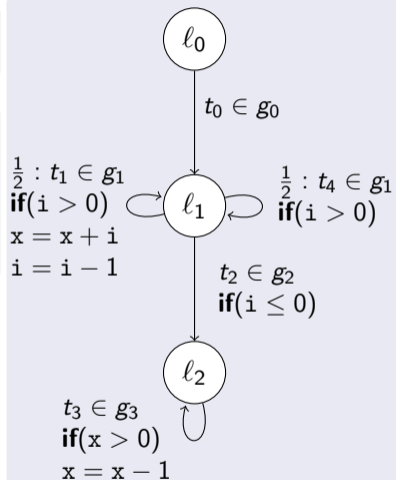 ℓ₀
t₀ ∈ g₀
½ : t₁ ∈ g₁
if(i > 0)
x = x + i
i = i − 1
ℓ₁
½ : t₄ ∈ g₁
if(i > 0)
t₂ ∈ g₂
if(i ≤ 0)
ℓ₂
t₃ ∈ g₃
if(x > 0)
x = x − 1